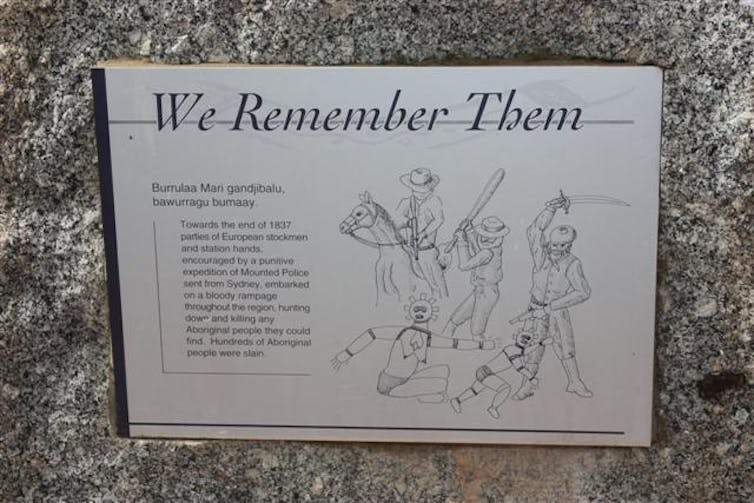 We Remember Them
Burrulaa Mari gandjibalu,
bawurragu bumaay.
Towards the end of 1837
parties of European stockmen
and station hands,
encouraged by a punitive
expedition of Mounted Police
sent from Sydney, embarked
on a bloody rampage
throughout the region, hunting
down and killing any
Aboriginal people they could
find. Hundreds of Aboriginal
people were slain.